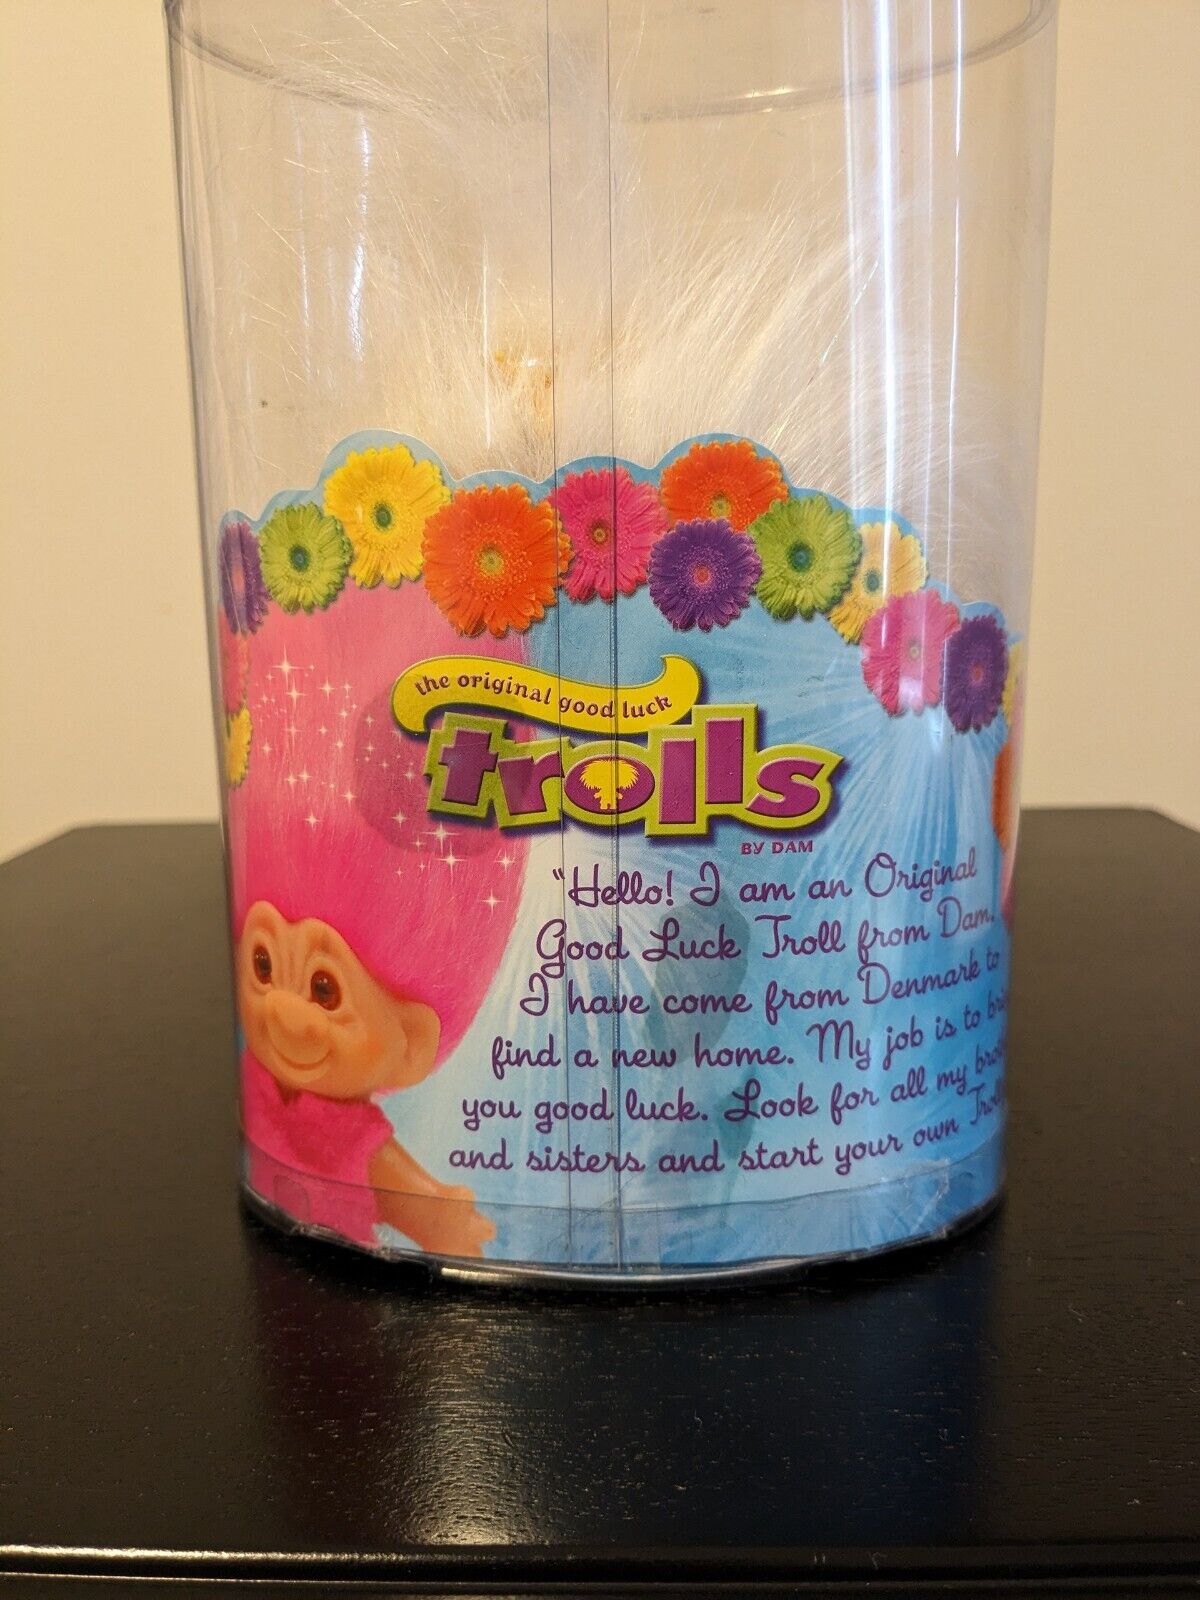 the original good luck
trolls
BY DAM
"Hello! I am an Original
Good Luck Troll from Dam.
I have come from Denmark to
find a new home. My job is to
you good luck. Look for all my
and sisters and start your own